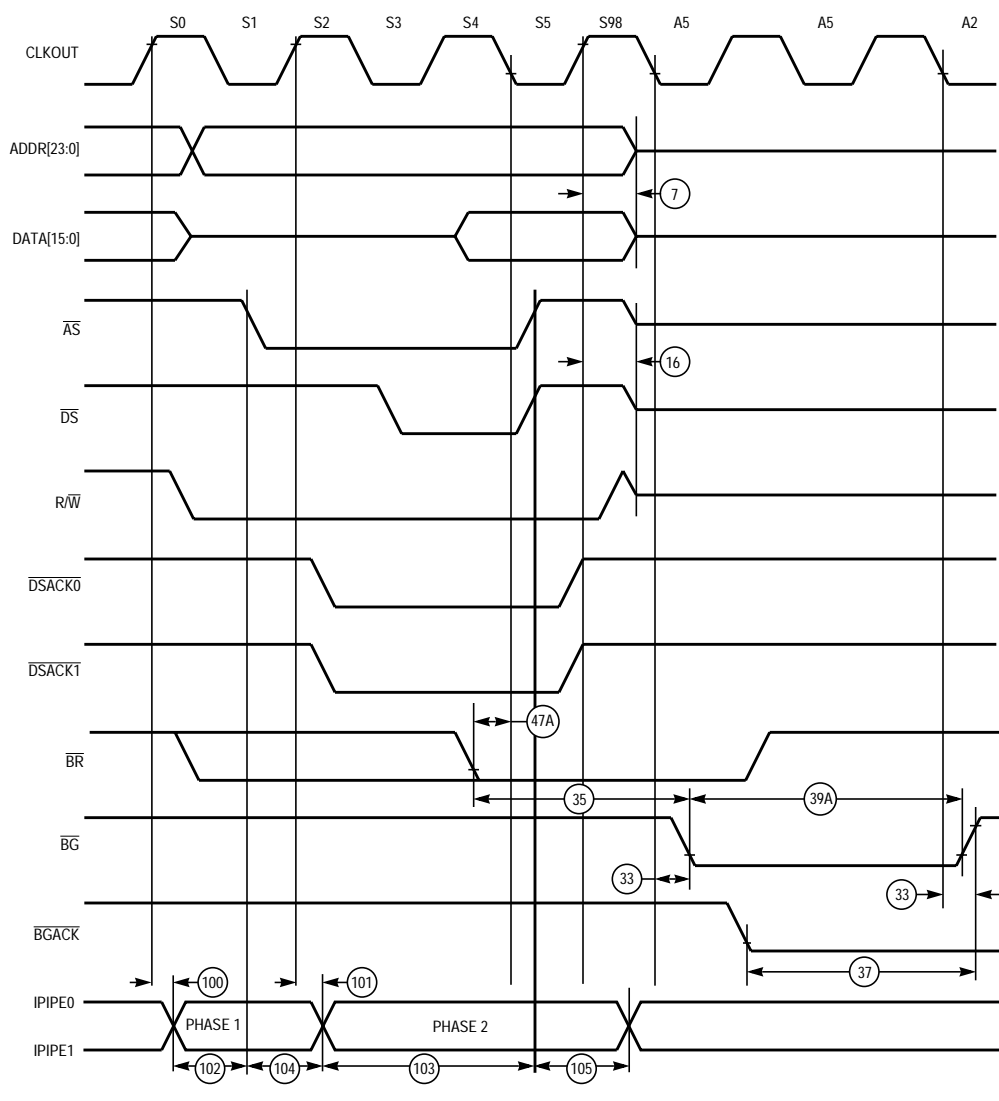 S0 S1 S2 S3 S4 S5 S98 A5 A5 A2
CLKOUT
ADDR[23:0]
7
DATA[15:0]
AS
16
DS
R/W
DSACK0
DSACK1
47A
BR
35 39A
BG
33 33
BGACK
37
100 101
IPIPE0
PHASE 1 PHASE 2
IPIPE1
102 104 103 105